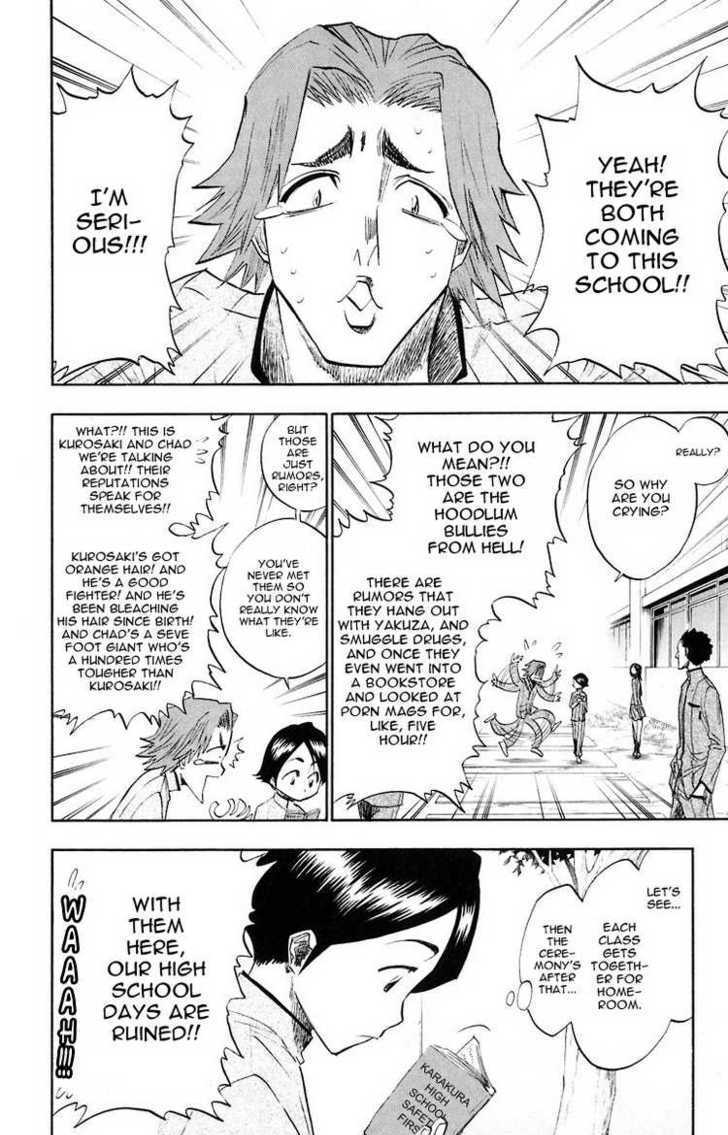 YEAH!
THEY'RE
BOTH
COMING
TO THIS
SCHOOL!!
I'M
SERI-
OUS!!!
REALLY?
SO WHY
ARE YOU
CRYING?
WHAT DO YOU
MEAN?!!
THOSE TWO
ARE THE
HOODLUM
BULLIES
FROM HELL!
THERE ARE
RUMORS THAT
THEY HANG OUT
WITH YAKUZA, AND
SMUGGLE DRUGS,
AND ONCE THEY
EVEN WENT INTO
A BOOKSTORE
AND LOOKED AT
PORN MAGS FOR,
LIKE, FIVE
HOUR!!
BUT
THOSE
ARE
JUST
RUMORS,
RIGHT?
YOU'VE
NEVER MET
THEM SO
YOU DON'T
REALLY KNOW
WHAT THEY'RE
LIKE.
WHAT?!! THIS IS
KUROSAKI AND CHAD
WE'RE TALKING
ABOUT!! THEIR
REPUTATIONS
SPEAK FOR
THEMSELVES!!
KUROSAKI'S GOT
ORANGE HAIR! AND
HE'S A GOOD
FIGHTER! AND HE'S
BEEN BLEACHING
HIS HAIR SINCE BIRTH!
AND CHAD'S A SEVE
FOOT GIANT WHO'S
A HUNDRED TIMES
TOUGHER THAN
KUROSAKI!!
LET'S
SEE...
EACH
CLASS
GETS
TOGETH-
ER FOR
HOME-
ROOM.
THEN
THE
CERE-
MONY'S
AFTER
THAT...
WITH
THEM
HERE,
OUR HIGH
SCHOOL
DAYS ARE
RUINED!!
WAAAAH!!!
KARAKURA
HIGH
SCHOOL
SAFET
FIRS